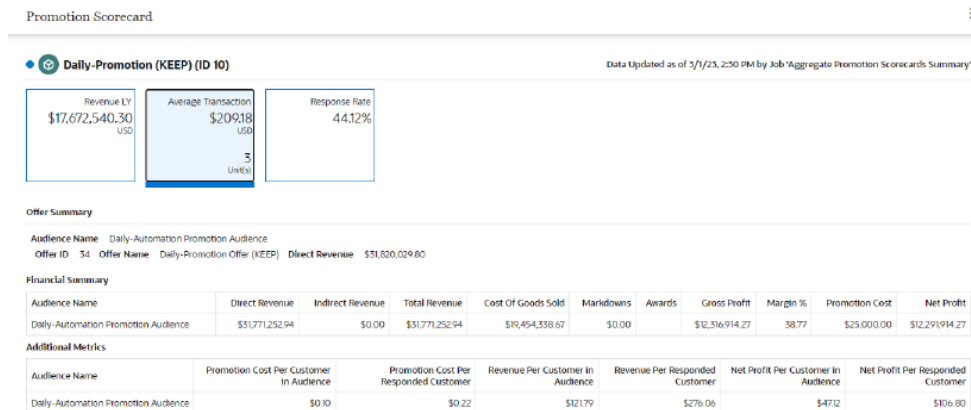 Promotion Scorecard
Daily-Promotion (KEEP) (ID 10)
Data Updated as of 3/1/23, 2:30 PM by Job 'Aggregate Promotion Scorecards Summary'
Revenue LY
$17,672,540.30
USD
Average Transaction
$209.18
USD
3
Unit(s)
Response Rate
44.12%
Offer Summary
Audience Name Daily-Automation Promotion Audience
Offer ID 34 Offer Name Daily-Promotion Offer (KEEP) Direct Revenue $31,820,029.80
Financial Summary
Audience Name Direct Revenue Indirect Revenue Total Revenue Cost Of Goods Sold Markdowns Awards Gross Profit Margin % Promotion Cost Net Profit
Daily-Automation Promotion Audience $31,771,252.94 $0.00 $31,771,252.94 $19,454,338.67 $0.00 $12,316,914.27 38.77 $25,000.00 $12,291,914.27
Additional Metrics
Audience Name Promotion Cost Per Customer in Audience Promotion Cost Per Responded Customer Revenue Per Customer in Audience Revenue Per Responded Customer Net Profit Per Customer in Audience Net Profit Per Responded Customer
Daily-Automation Promotion Audience $0.10 $0.22 $121.79 $276.06 $47.12 $106.80